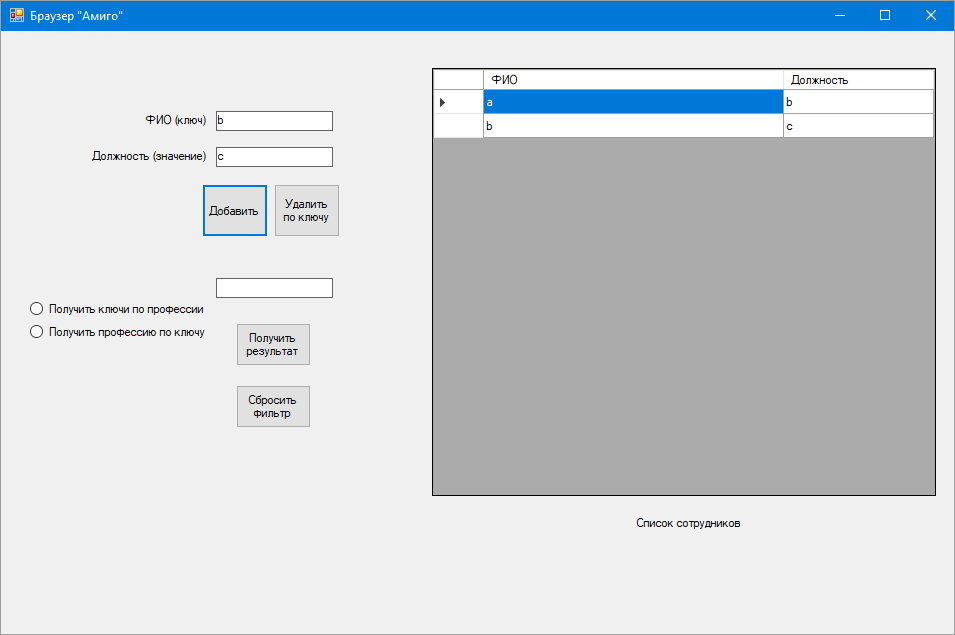 Браузер "Амиго"
ФИО (ключ)
b
Должность (значение)
c
Добавить
Удалить
по ключу
Получить ключи по профессии
Получить профессию по ключу
Получить
результат
Сбросить
фильтр
ФИО Должность
a b
b c
Список сотрудников